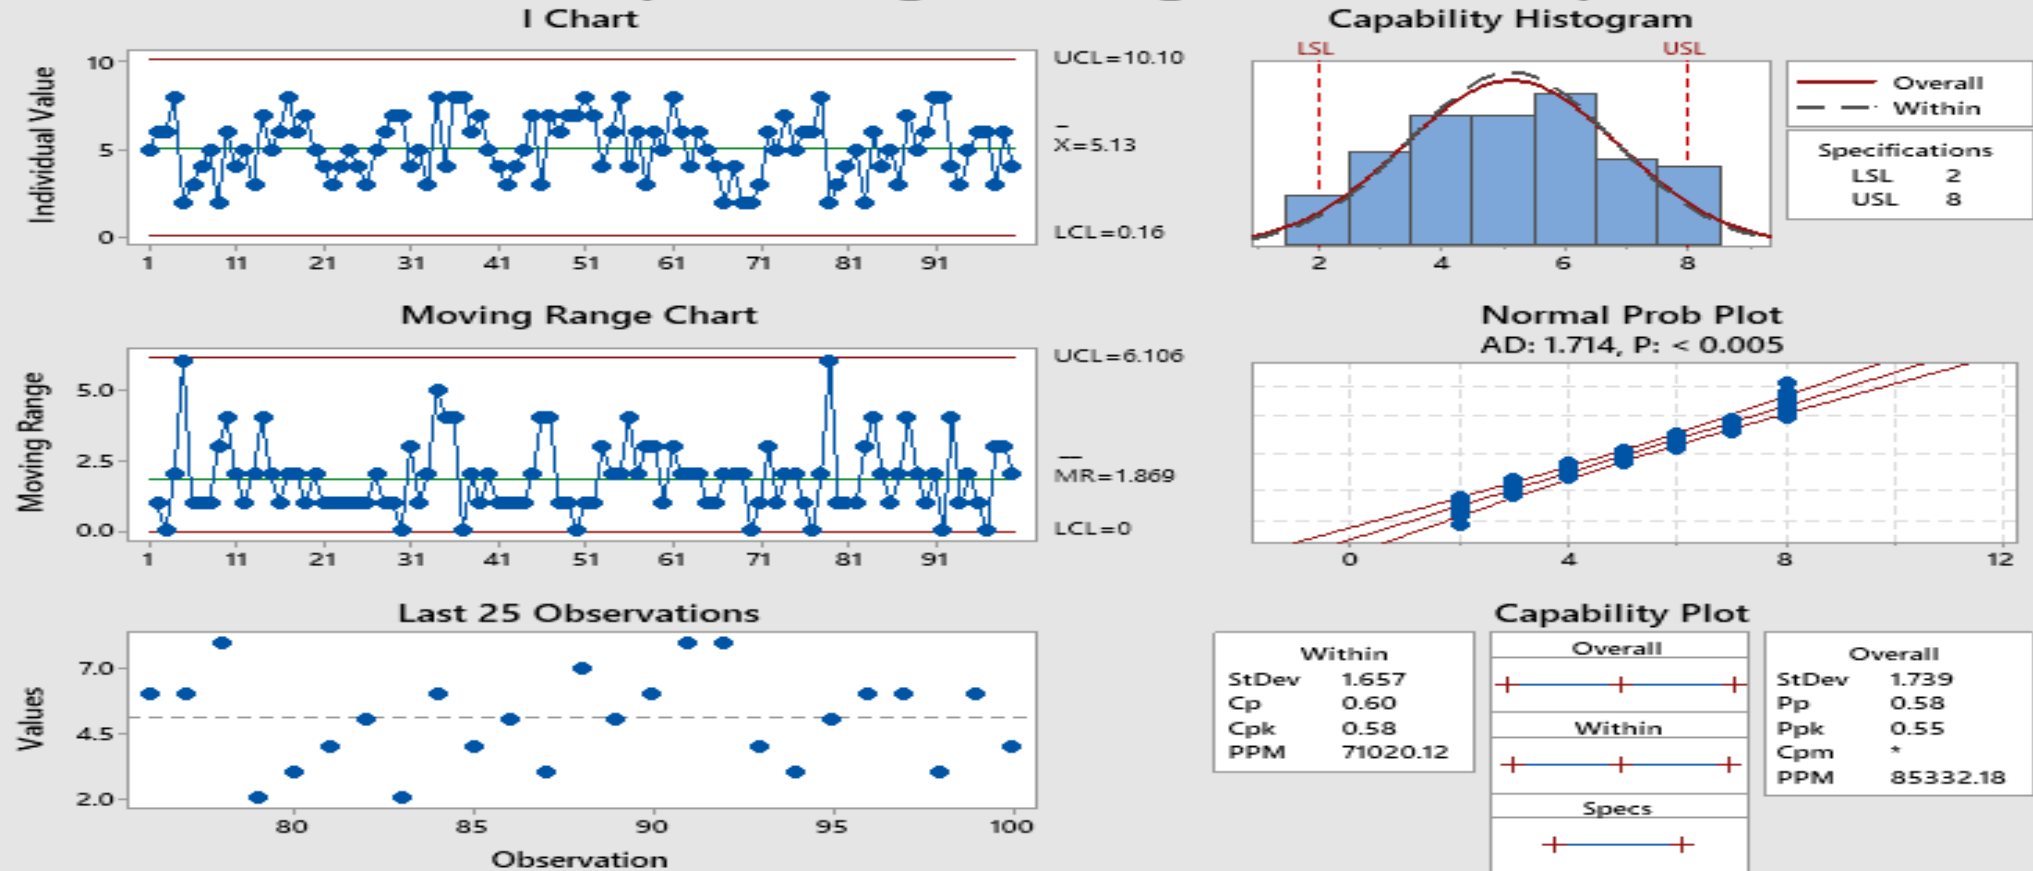 I Chart
Individual Value
10
5
0
1 11 21 31 41 51 61 71 81 91
UCL=10.10
X=5.13
LCL=0.16
Capability Histogram
LSL USL
2 4 6 8
Overall
Within
Specifications
LSL 2
USL 8
Moving Range Chart
Moving Range
5.0
2.5
0.0
1 11 21 31 41 51 61 71 81 91
UCL=6.106
MR=1.869
LCL=0
Normal Prob Plot
AD: 1.714, P: < 0.005
0 4 8 12
Last 25 Observations
Values
7.0
4.5
2.0
80 85 90 95 100
Observation
Capability Plot
Within
StDev 1.657
Cp 0.60
Cpk 0.58
PPM 71020.12
Overall
Within
Specs
Overall
StDev 1.739
Pp 0.58
Ppk 0.55
Cpm *
PPM 85332.18